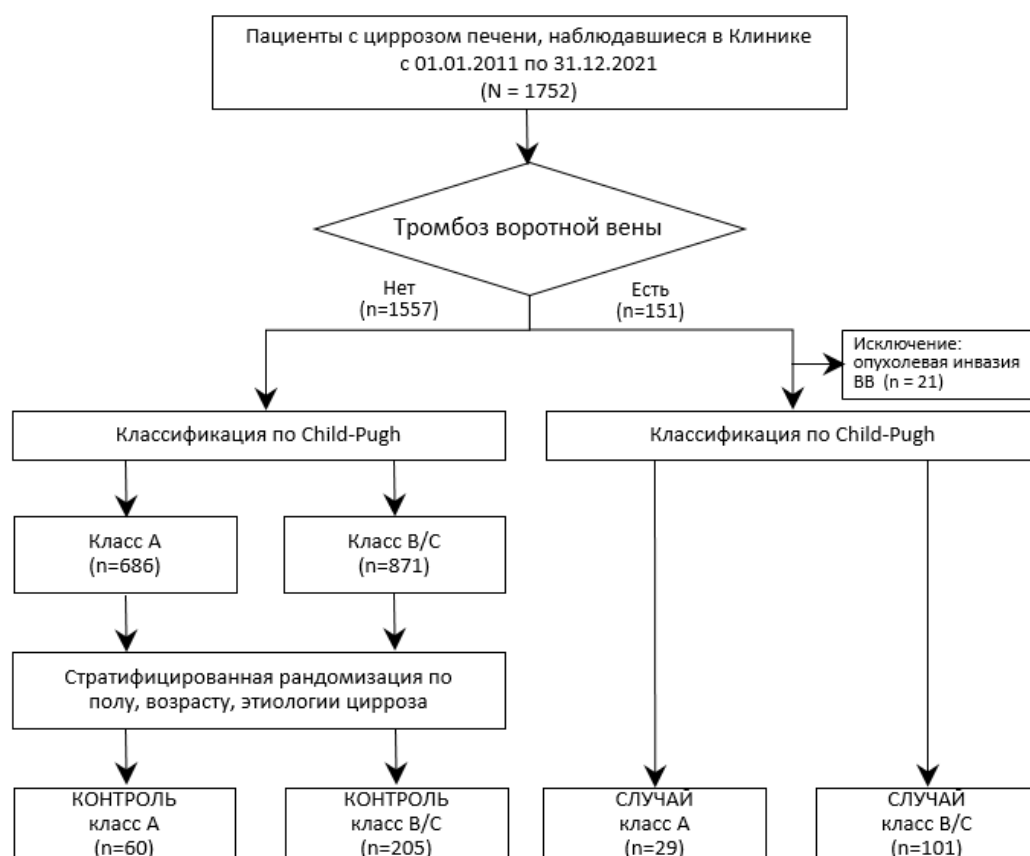 Пациенты с циррозом печени, наблюдавшиеся в Клинике
с 01.01.2011 по 31.12.2021
(N = 1752)
Тромбоз воротной вены
Нет
(n=1557)
Есть
(n=151)
Исключение:
опухолевая инвазия
ВВ (n = 21)
Классификация по Child-Pugh
Классификация по Child-Pugh
Класс А
(n=686)
Класс В/С
(n=871)
Стратифицированная рандомизация по
полу, возрасту, этиологии цирроза
КОНТРОЛЬ
класс А
(n=60)
КОНТРОЛЬ
класс В/С
(n=205)
СЛУЧАЙ
класс А
(n=29)
СЛУЧАЙ
класс В/С
(n=101)